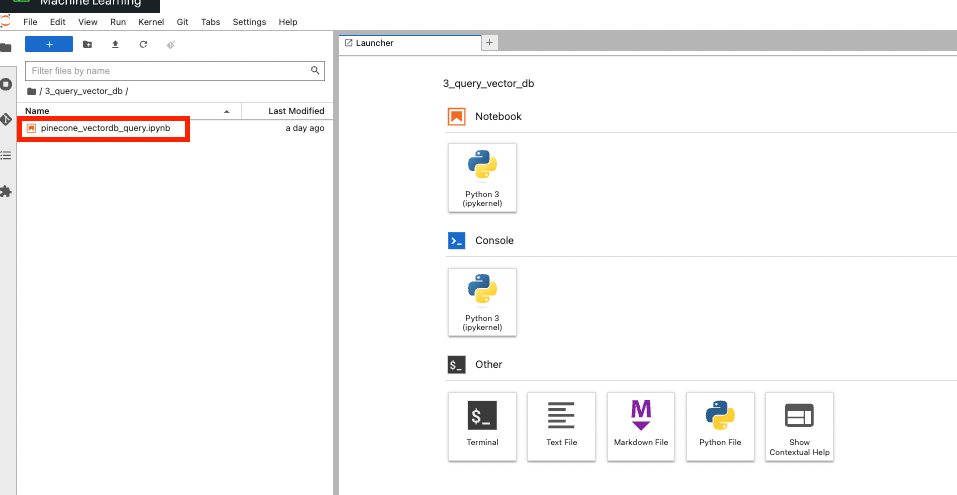 Machine Learning
File Edit View Run Kernel Git Tabs Settings Help
+
Filter files by name
/ 3_query_vector_db /
Name Last Modified
pinecone_vectordb_query.ipynb a day ago
Launcher
+
3_query_vector_db
Notebook
Python 3
(ipykernel)
>_ Console
Python 3
(ipykernel)
$_ Other
$_
Terminal
Text File
M
Markdown File
Python File
Show
Contextual Help